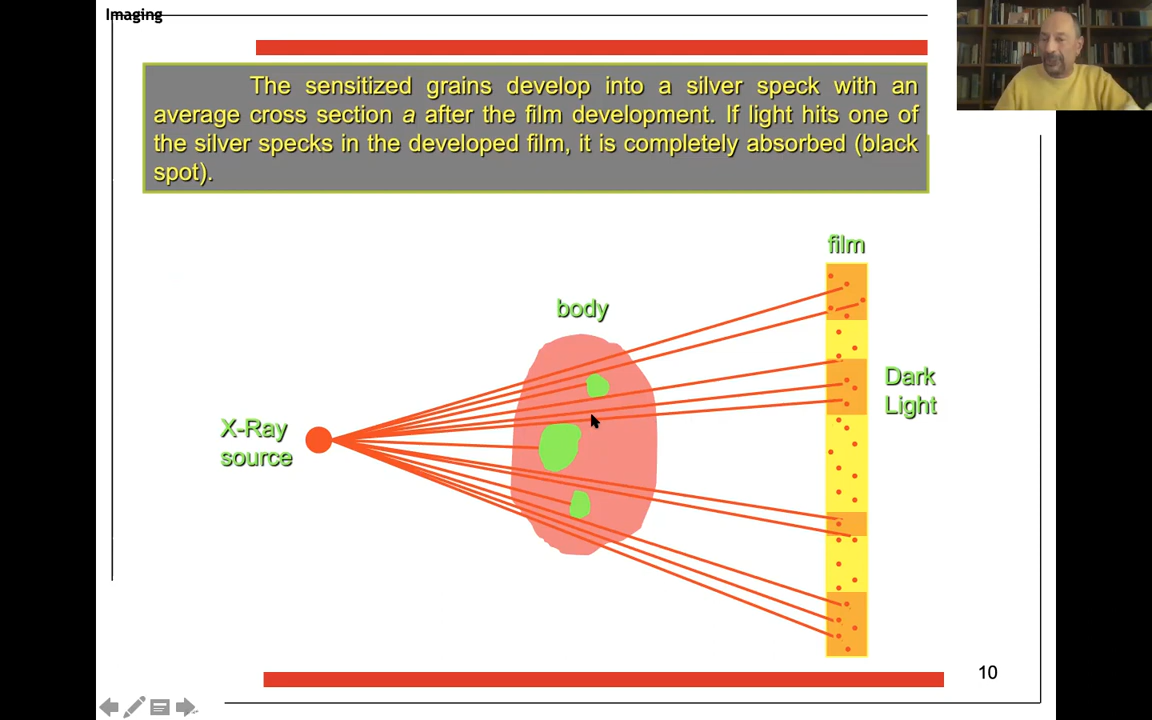 Imaging
The sensitized grains develop into a silver speck with an
average cross section a after the film development. If light hits one of
the silver specks in the developed film, it is completely absorbed (black
spot).
film
body
Dark
Light
X-Ray
source
10